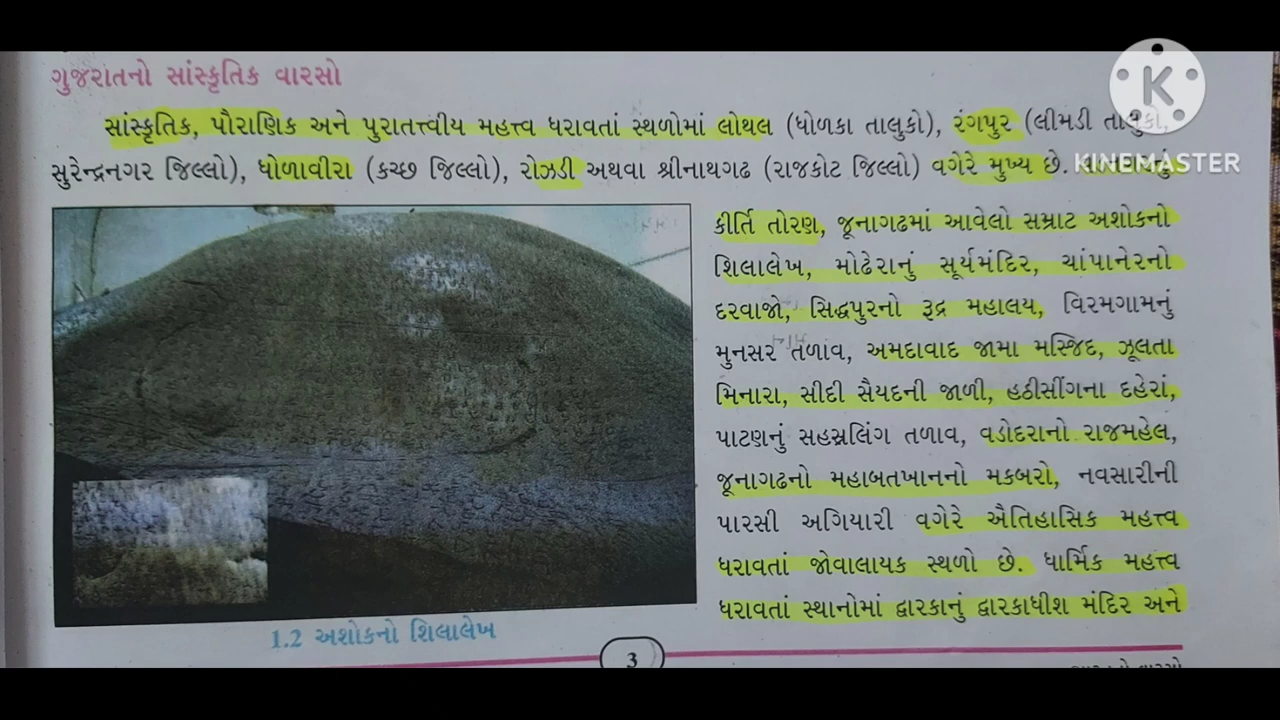 ગુજરાતનો સાંસ્કૃતિક વારસો
સાંસ્કૃતિક, પૌરાણિક અને પુરાતત્ત્વીય મહત્ત્વ ધરાવતાં સ્થળોમાં લોથલ (ધોળકા તાલુકો), રંગપુર (લીમડી તાલુકો,
સુરેન્દ્રનગર જિલ્લો), ધોળાવીરા (કચ્છ જિલ્લો), રોઝડી અથવા શ્રીનાથગઢ (રાજકોટ જિલ્લો) વગેરે મુખ્ય છે.
K
KINEMASTER
કીર્તિ તોરણ, જૂનાગઢમાં આવેલો સમ્રાટ અશોકનો
શિલાલેખ, મોઢેરાનું સૂર્યમંદિર, ચાંપાનેરનો
દરવાજો, સિદ્ધપુરનો રૂદ્ર મહાલય, વિરમગામનું
મુનસર તળાવ, અમદાવાદ જામા મસ્જિદ, ઝૂલતા
મિનારા, સીદી સૈયદની જાળી, હઠીસીંગના દહેરાં,
પાટણનું સહસ્રલિંગ તળાવ, વડોદરાનો રાજમહેલ,
જૂનાગઢનો મહાબતખાનનો મકબરો, નવસારીની
પારસી અગિયારી વગેરે ઐતિહાસિક મહત્ત્વ
ધરાવતાં જોવાલાયક સ્થળો છે. ધાર્મિક મહત્ત્વ
ધરાવતાં સ્થાનોમાં દ્વારકાનું દ્વારકાધીશ મંદિર અને
1.2 અશોકનો શિલાલેખ
3